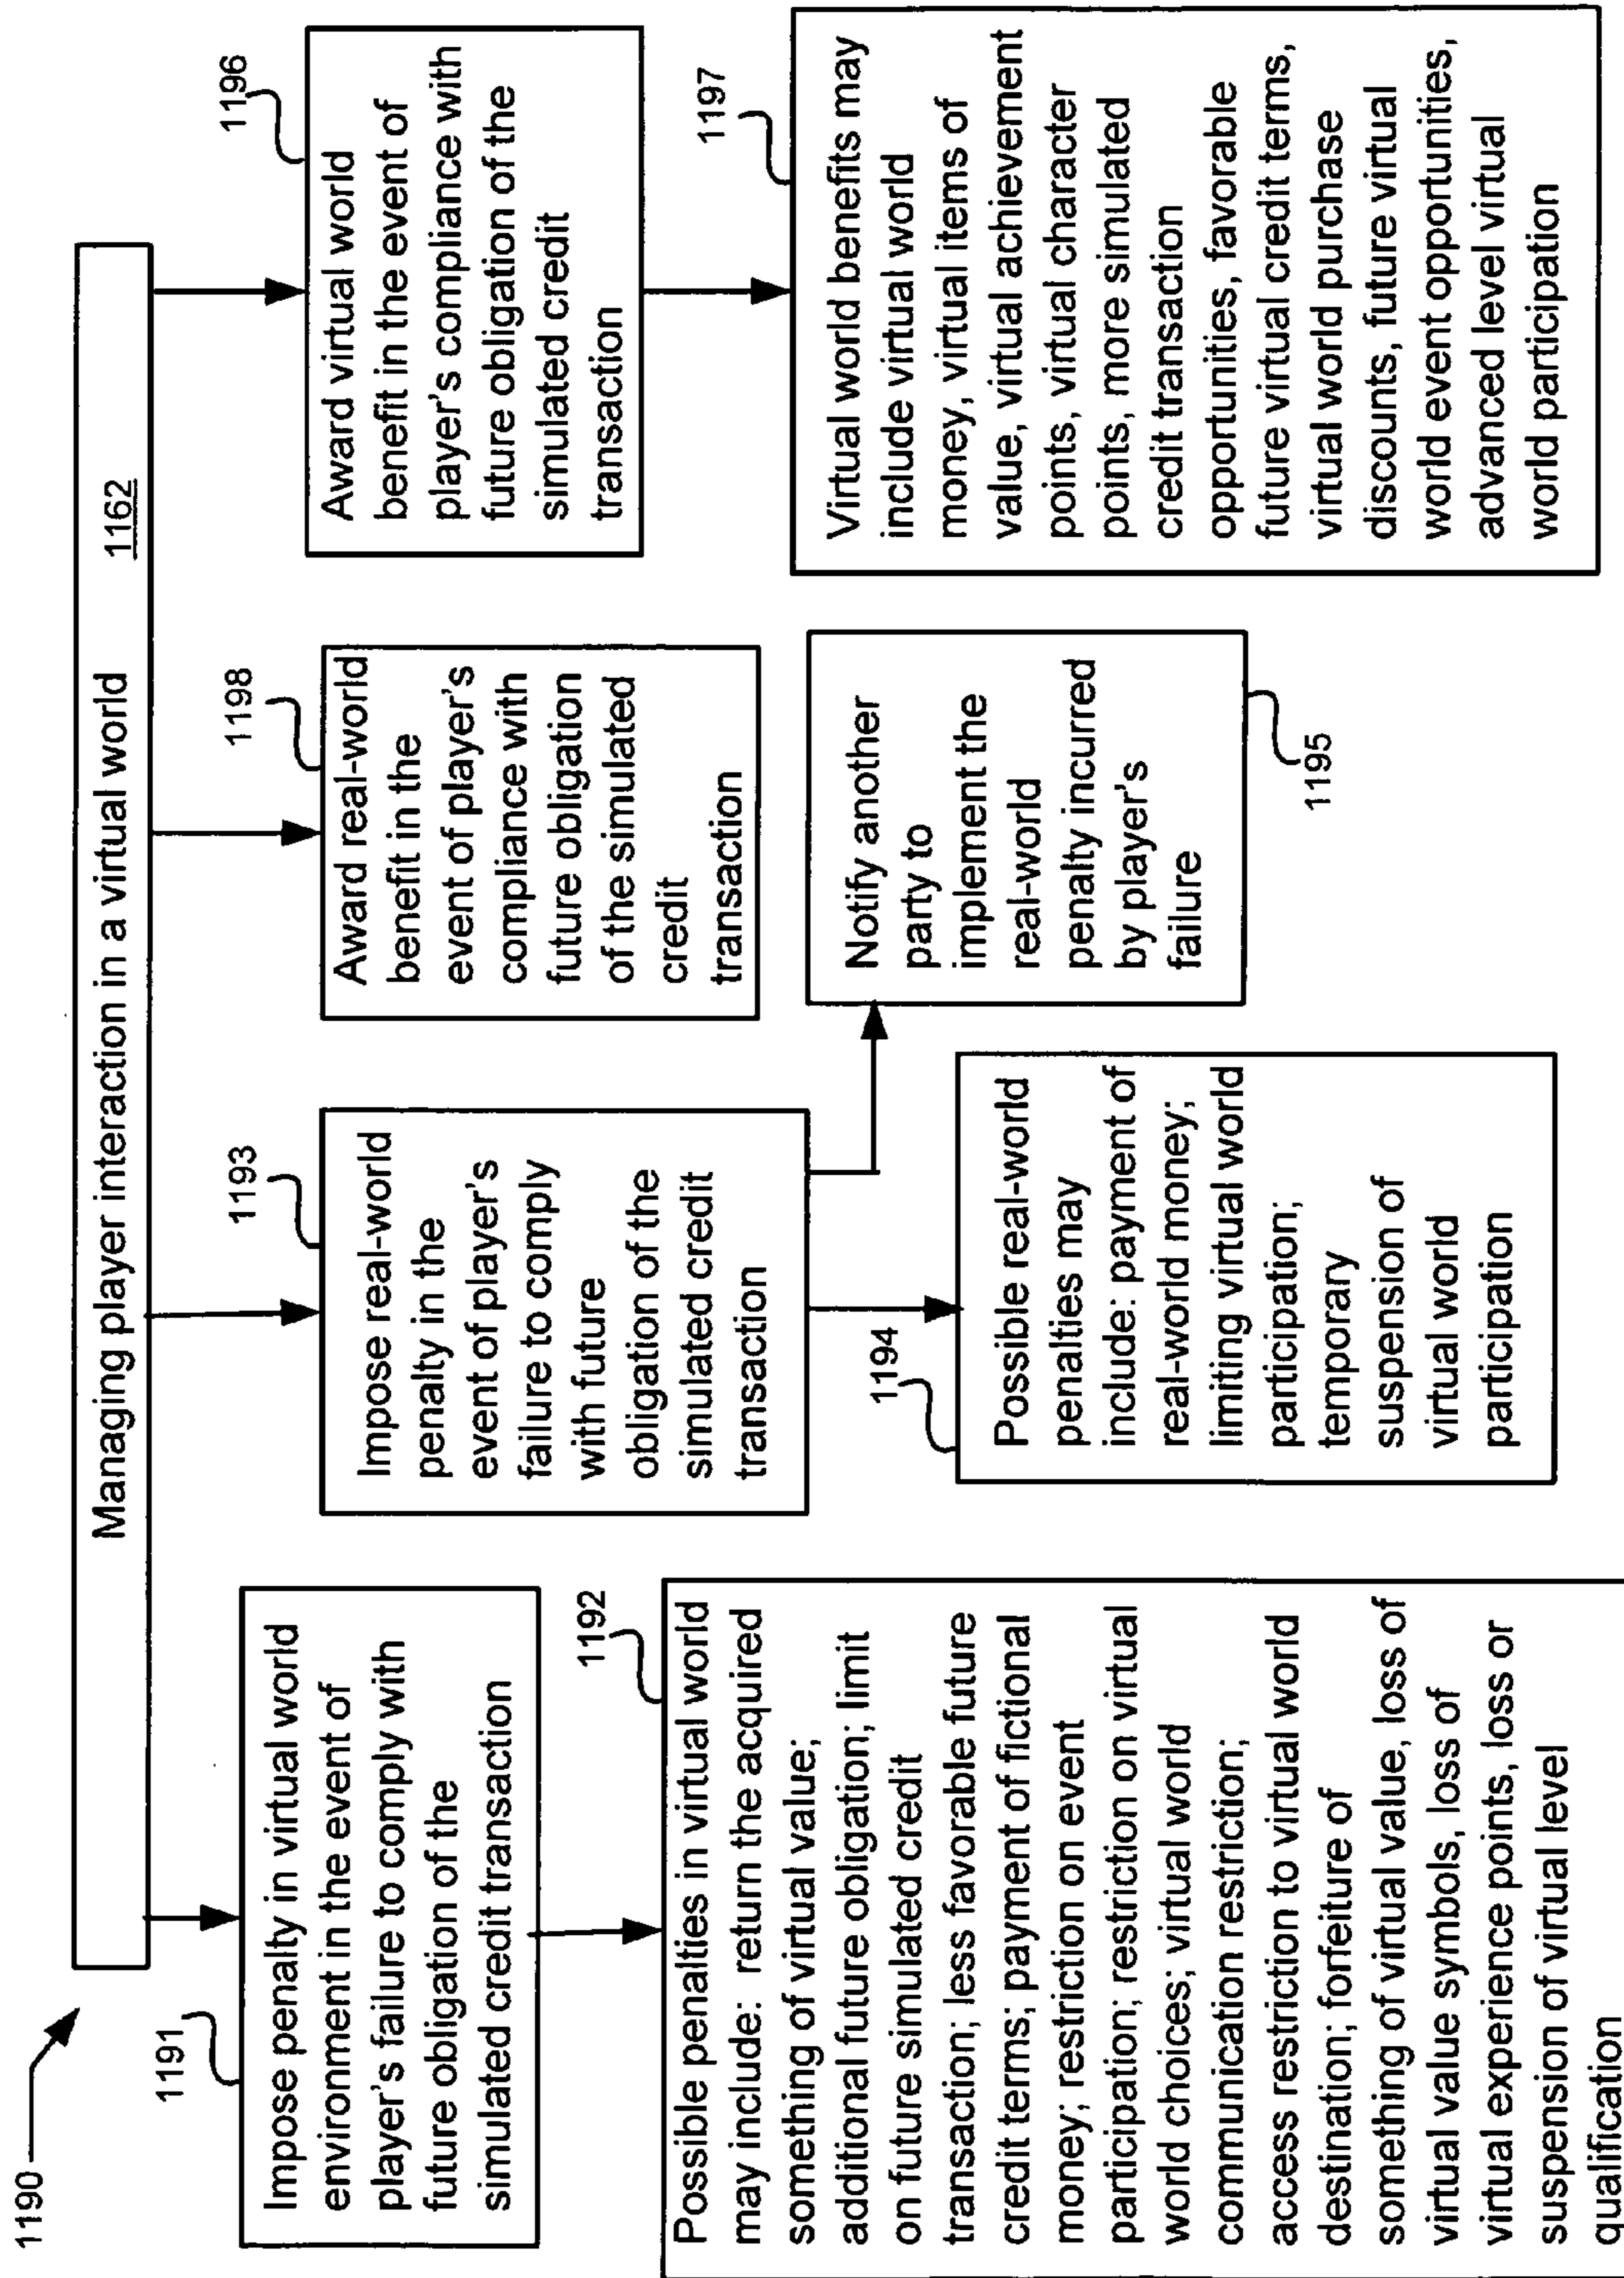 1190
Managing player interaction in a virtual world 1162
1191
Impose penalty in virtual world
environment in the event of
player's failure to comply with
future obligation of the
simulated credit transaction
1192
Possible penalties in virtual world
may include: return the acquired
something of virtual value;
additional future obligation; limit
on future simulated credit
transaction; less favorable future
credit terms; payment of fictional
money; restriction on event
participation; restriction on virtual
world choices; virtual world
communication restriction;
access restriction to virtual world
destination; forfeiture of
something of virtual value, loss of
virtual value symbols, loss of
virtual experience points, loss or
suspension of virtual level
qualification
1193
Impose real-world
penalty in the
event of player's
failure to comply
with future
obligation of the
simulated credit
transaction
1194
Possible real-world
penalties may
include: payment of
real-world money;
limiting virtual world
participation;
temporary
suspension of
virtual world
participation
1198
Award real-world
benefit in the
event of player's
compliance with
future obligation
of the simulated
credit
transaction
Notify another
party to
implement the
real-world
penalty incurred
by player's
failure
1195
1196
Award virtual world
benefit in the event of
player's compliance with
future obligation of the
simulated credit
transaction
1197
Virtual world benefits may
include virtual world
money, virtual items of
value, virtual achievement
points, virtual character
points, more simulated
credit transaction
opportunities, favorable
future virtual credit terms,
virtual world purchase
discounts, future virtual
world event opportunities,
advanced level virtual
world participation